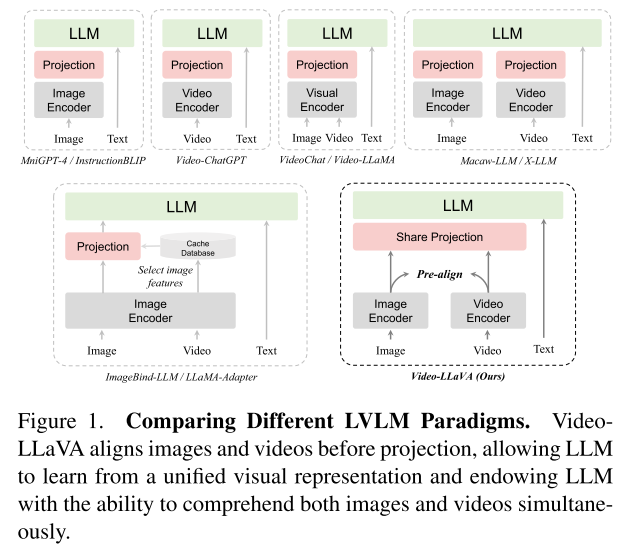 LLM
Projection
Image
Encoder
Image
Text
MniGPT-4 / InstructionBLIP
LLM
Projection
Video
Encoder
Video
Text
Video-ChatGPT
LLM
Projection
Visual
Encoder
Image Video
Text
VideoChat / Video-LLaMA
LLM
Projection
Projection
Image
Encoder
Video
Encoder
Image
Video
Text
Macaw-LLM / X-LLM
LLM
Projection
Cache
Database
Select image
features
Image
Encoder
Image
Video
Text
ImageBind-LLM / LLaMA-Adapter
LLM
Share Projection
Pre-align
Image
Encoder
Video
Encoder
Image
Video
Text
Video-LLaVA (Ours)
Figure 1. Comparing Different LVLM Paradigms. Video-
LLaVA aligns images and videos before projection, allowing LLM
to learn from a unified visual representation and endowing LLM
with the ability to comprehend both images and videos simultane-
ously.